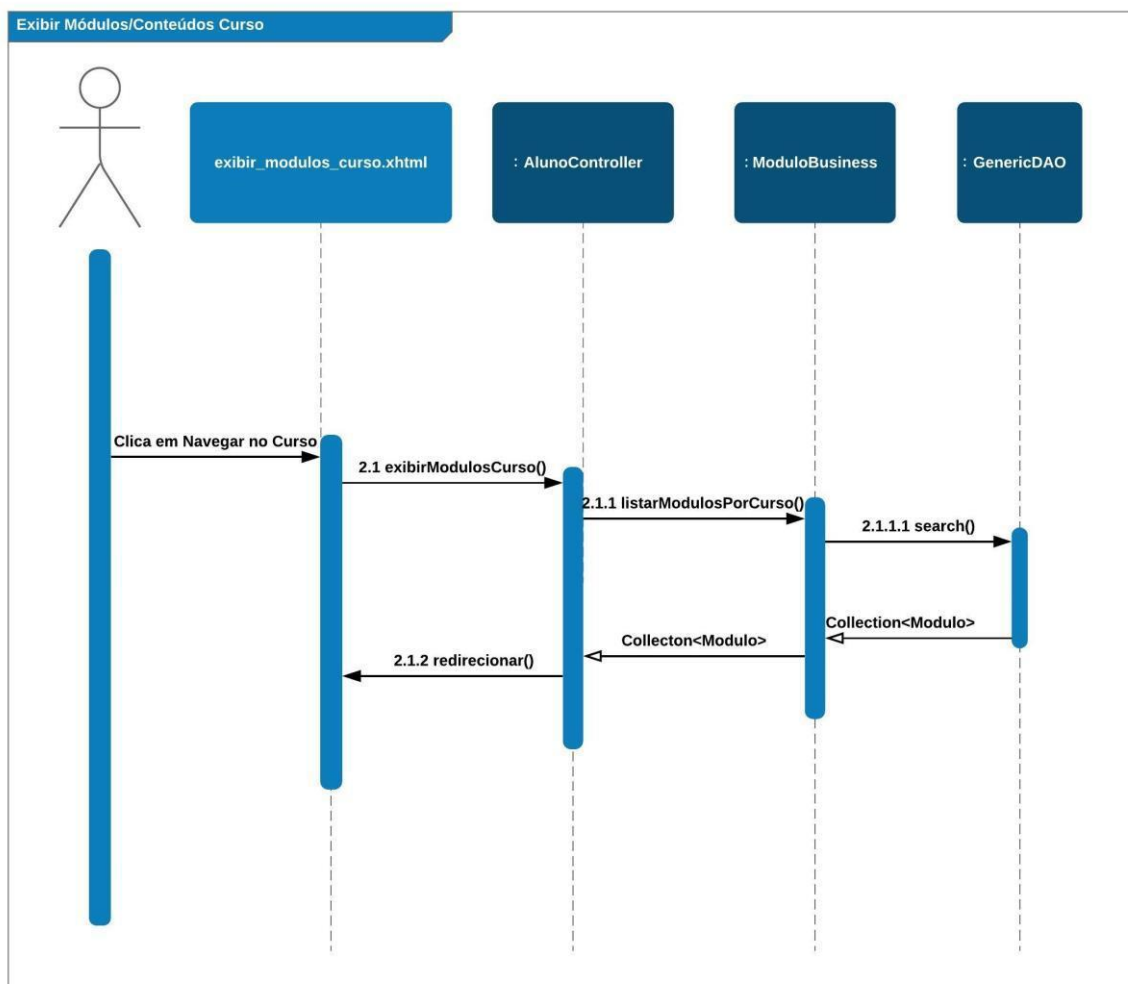 Exibir Módulos/Conteúdos Curso
exibir_modulos_curso.xhtml
: AlunoController
: ModuloBusiness
: GenericDAO
Clica em Navegar no Curso
2.1 exibirModulosCurso()
2.1.1 listarModulosPorCurso()
2.1.1.1 search()
Collection<Modulo>
Collecton<Modulo>
2.1.2 redirecionar()